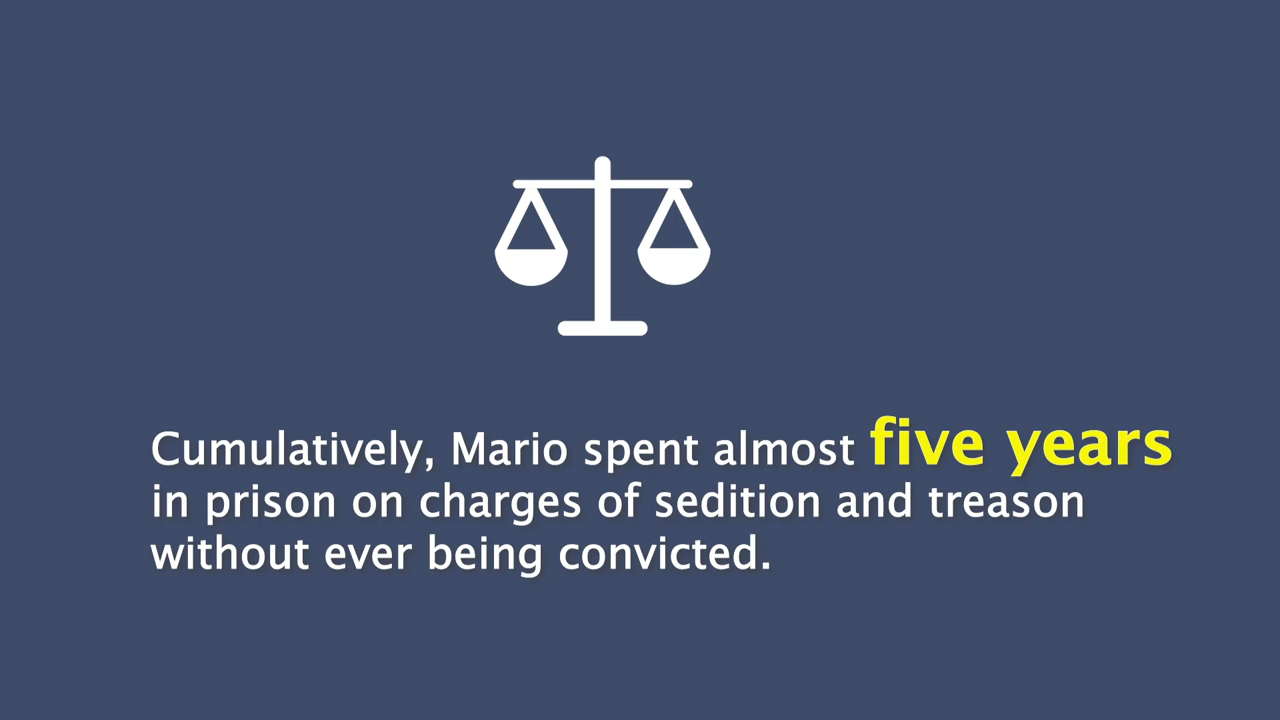 Cumulatively, Mario spent almost five years
in prison on charges of sedition and treason
without ever being convicted.